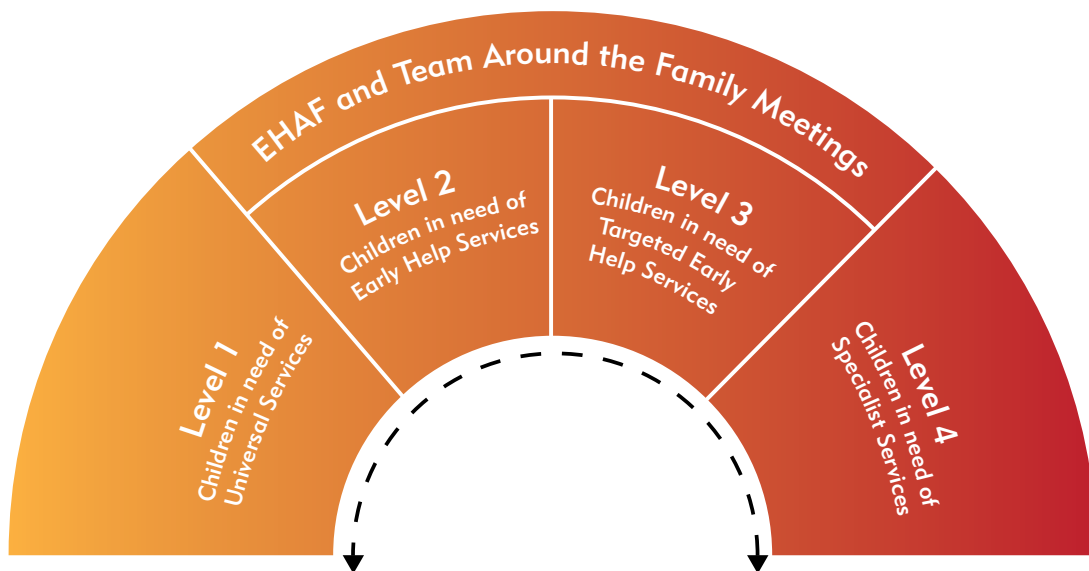 EHAF and Team Around the Family Meetings
Level 1
Children in need of
Universal Services
Level 2
Children in need of
Early Help Services
Level 3
Children in need of
Targeted Early
Help Services
Level 4
Children in need of
Specialist Services